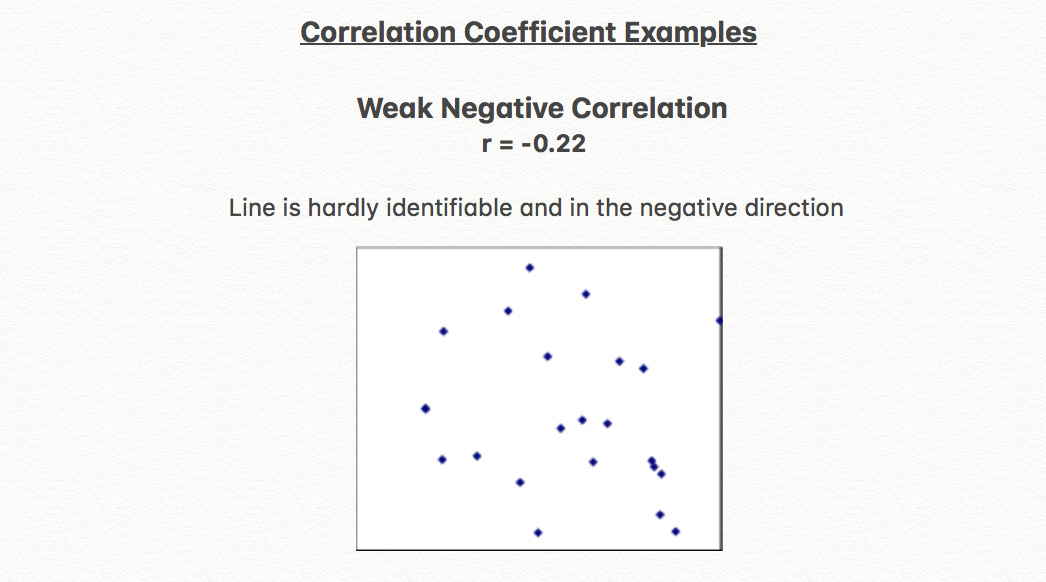 Correlation Coefficient Examples
Weak Negative Correlation
r = -0.22
Line is hardly identifiable and in the negative direction